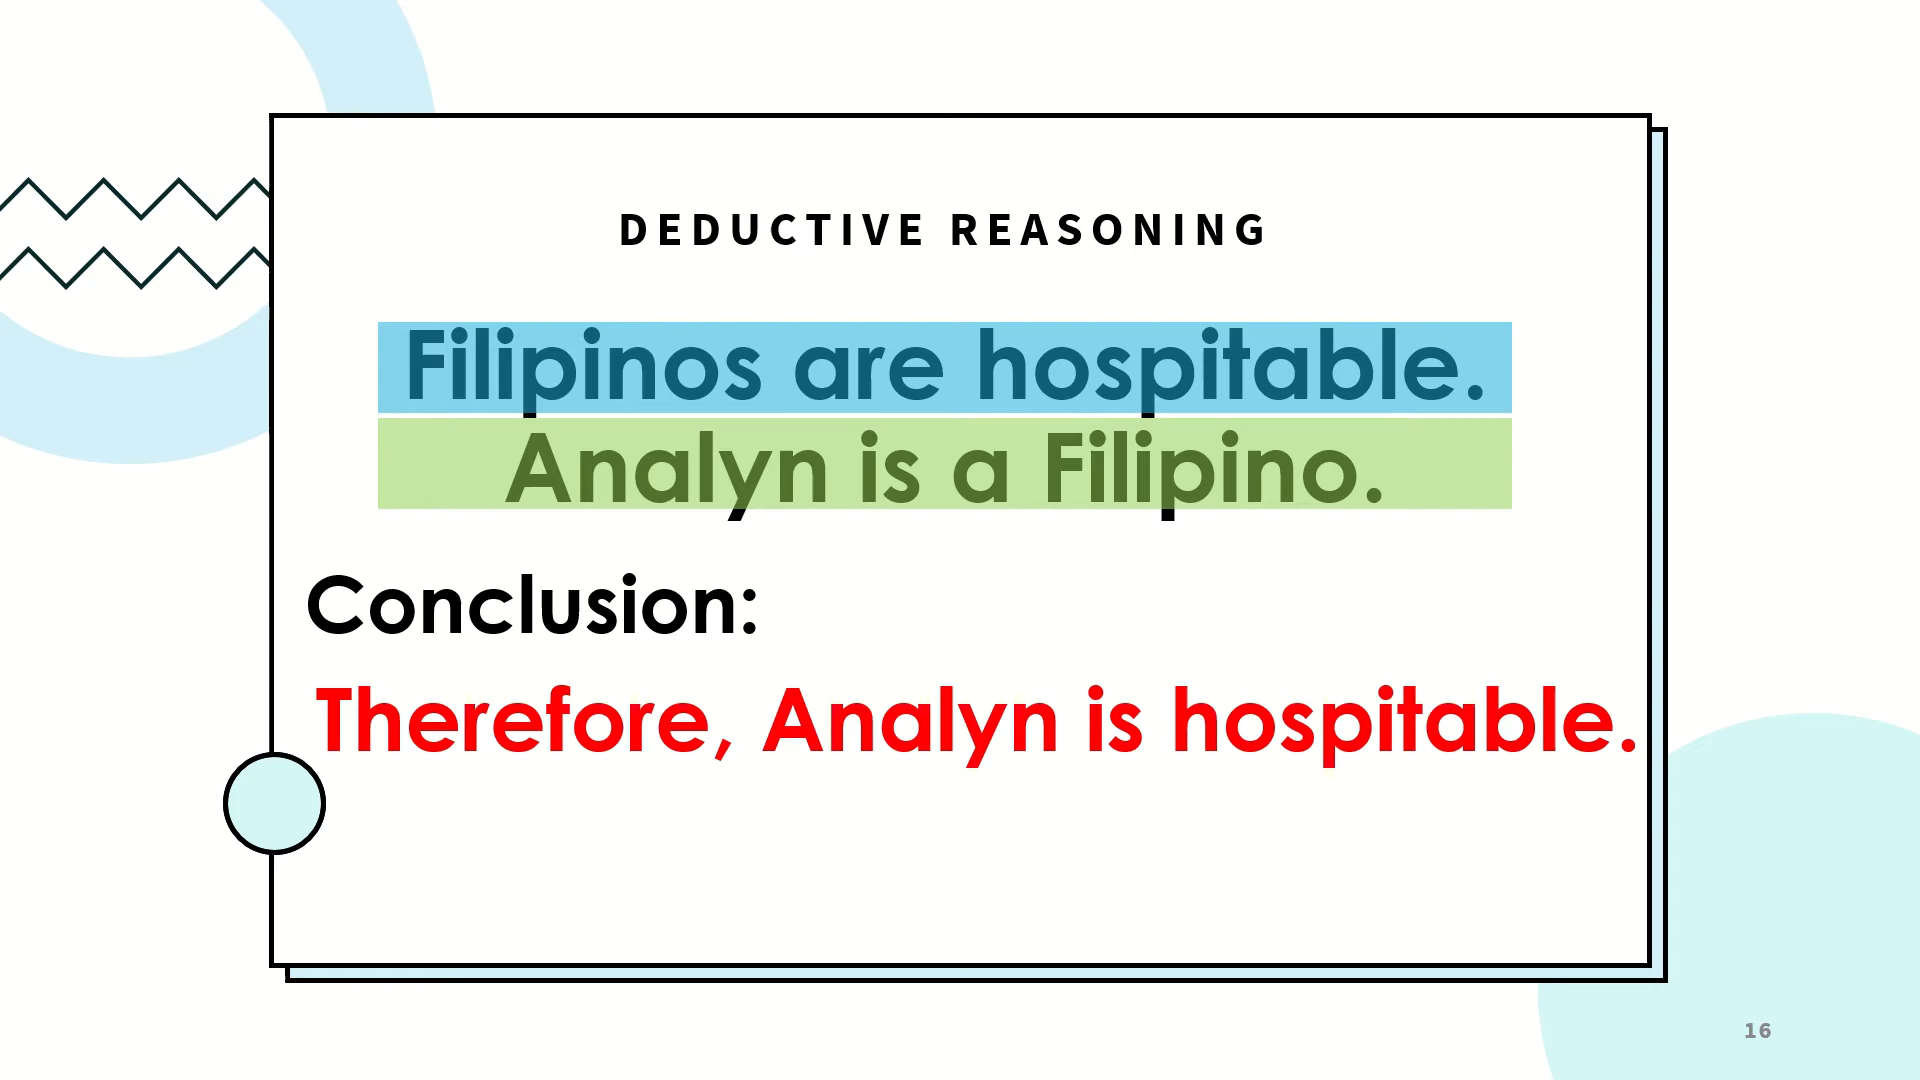 DEDUCTIVE REASONING
Filipinos are hospitable.
Analyn is a Filipino.
Conclusion:
Therefore, Analyn is hospitable.
16